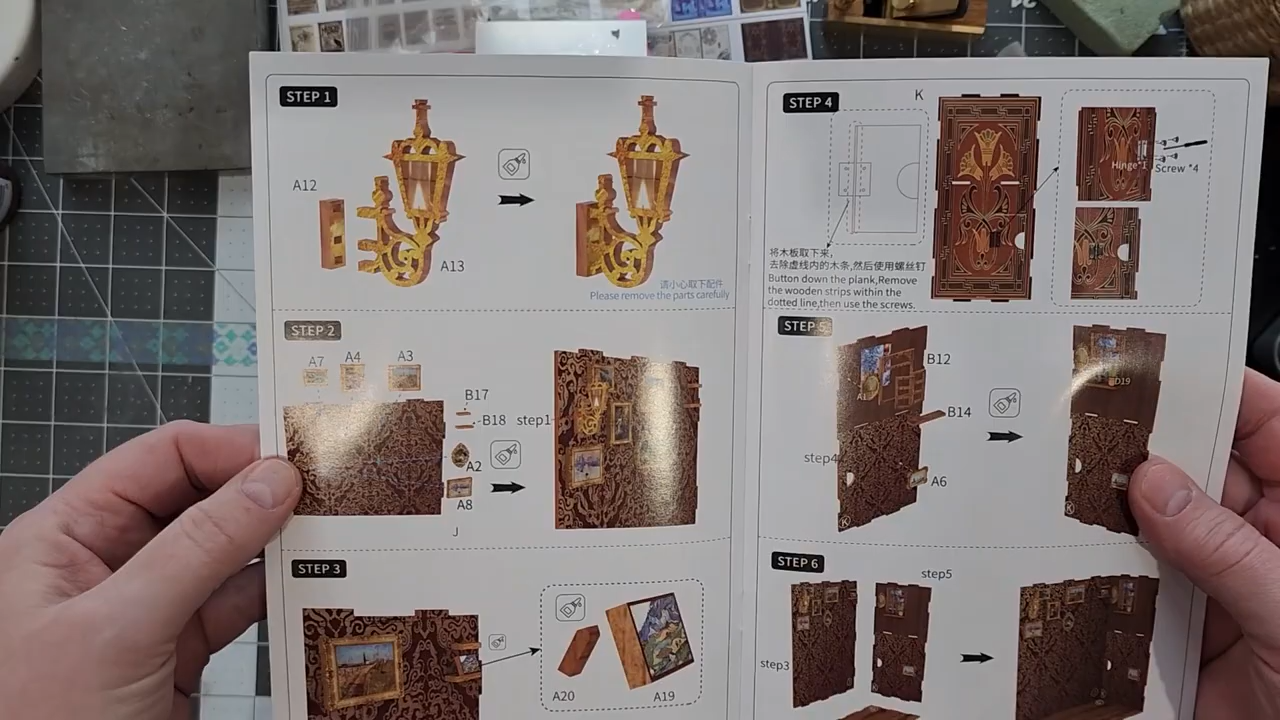 STEP 1
A12
A13
请小心取下配件
Please remove the parts carefully
STEP 2
A7
A4
A3
B17
B18
step1
A2
A8
J
STEP 3
A20
A19
STEP 4
K
Hinge*1
Screw *4
将木板取下来,
去除虚线内的木条,然后使用螺丝钉
Button down the plank,Remove
the wooden strips within the
dotted line,then use the screws.
STEP 5
B12
A1
B14
D19
step4
A6
K
STEP 6
step5
step3